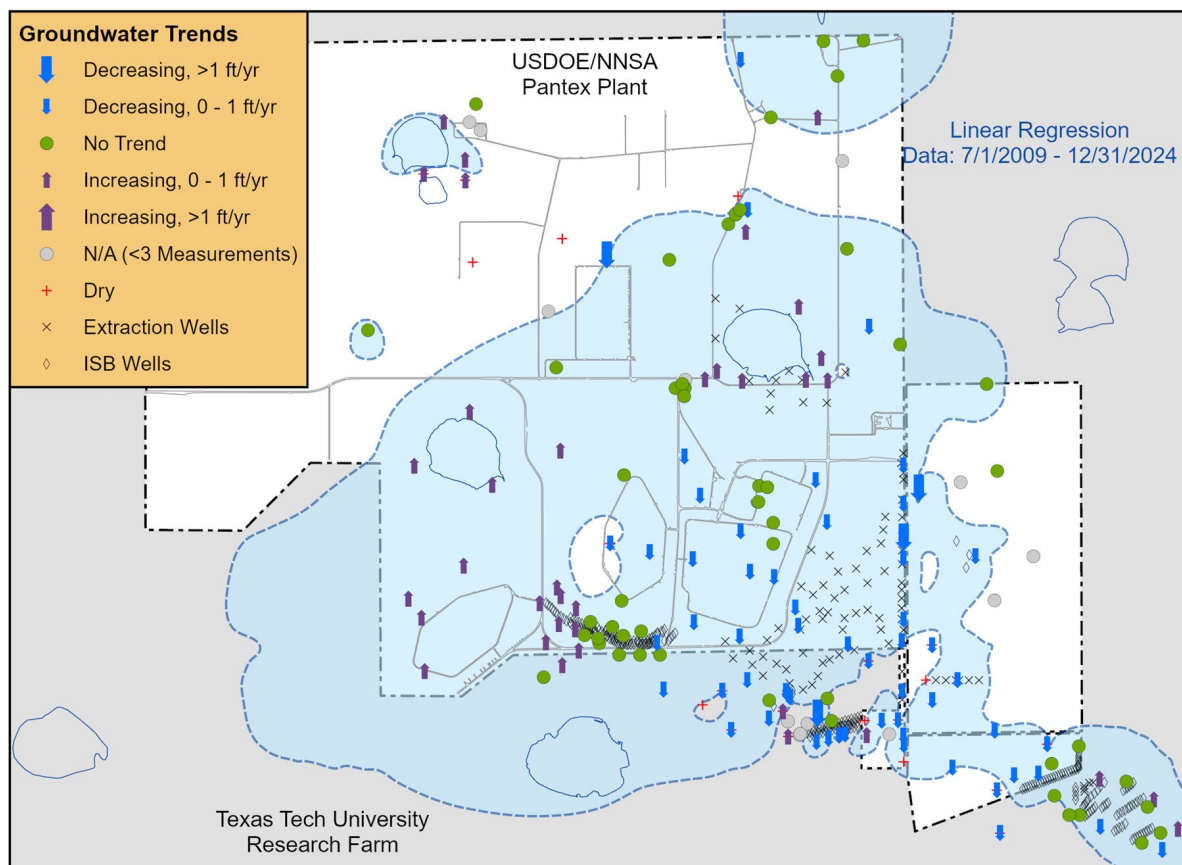 Groundwater Trends
Decreasing, >1 ft/yr
Decreasing, 0 - 1 ft/yr
No Trend
Increasing, 0 - 1 ft/yr
Increasing, >1 ft/yr
N/A (<3 Measurements)
Dry
Extraction Wells
ISB Wells
USDOE/NNSA
Pantex Plant
Linear Regression
Data: 7/1/2009 - 12/31/2024
Texas Tech University
Research Farm